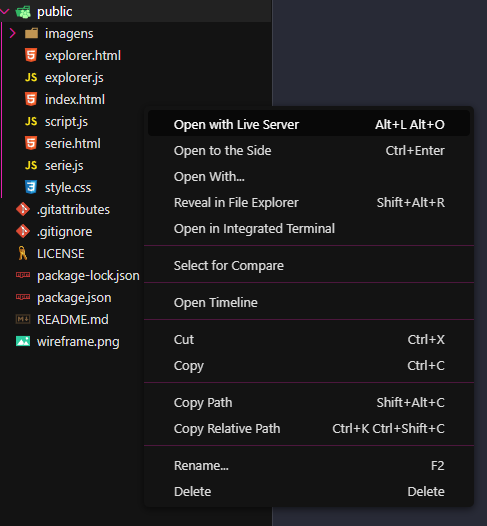 public
imagens
explorer.html
JS explorer.js
index.html
JS script.js
serie.html
JS serie.js
style.css
.gitattributes
.gitignore
LICENSE
package-lock.json
package.json
README.md
wireframe.png
Open with Live Server Alt+L Alt+O
Open to the Side Ctrl+Enter
Open With...
Reveal in File Explorer Shift+Alt+R
Open in Integrated Terminal
Select for Compare
Open Timeline
Cut Ctrl+X
Copy Ctrl+C
Copy Path Shift+Alt+C
Copy Relative Path Ctrl+K Ctrl+Shift+C
Rename... F2
Delete Delete